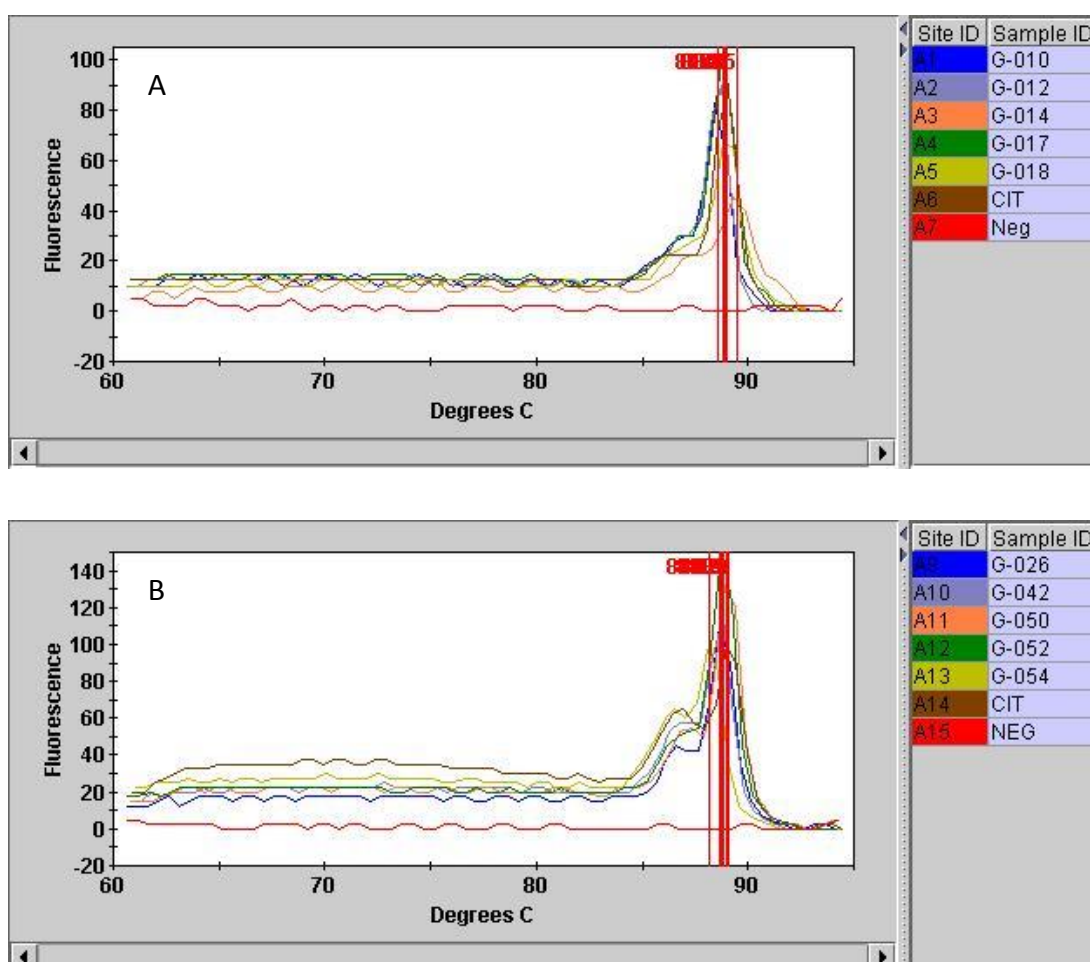 A
Fluorescence
100
80
60
40
20
0
-20
60 70 80 90
Degrees C
Site ID Sample ID
A1 G-010
A2 G-012
A3 G-014
A4 G-017
A5 G-018
A6 CIT
A7 Neg
B
Fluorescence
140
120
100
80
60
40
20
0
-20
60 70 80 90
Degrees C
Site ID Sample ID
A9 G-026
A10 G-042
A11 G-050
A12 G-052
A13 G-054
A14 CIT
A15 NEG